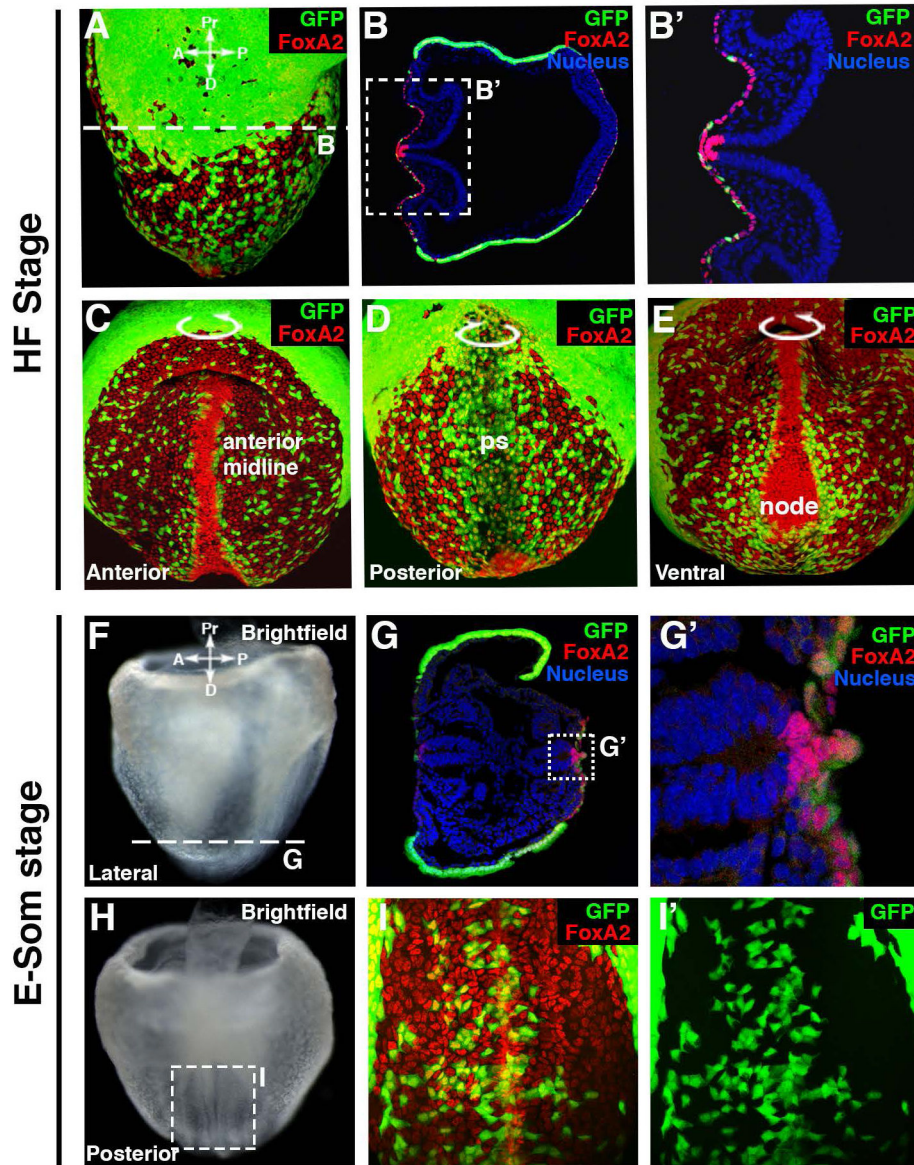 HF Stage
A
GFP
FoxA2
Pr
A P
D
B
B
GFP
FoxA2
Nucleus
B'
B'
GFP
FoxA2
Nucleus
C
GFP
FoxA2
anterior
midline
Anterior
D
GFP
FoxA2
ps
Posterior
E
GFP
FoxA2
node
Ventral
E-Som stage
F
Brightfield
Pr
A P
D
G
Lateral
G
GFP
FoxA2
Nucleus
G'
G'
GFP
FoxA2
Nucleus
H
Brightfield
I
Posterior
I
GFP
FoxA2
I'
GFP